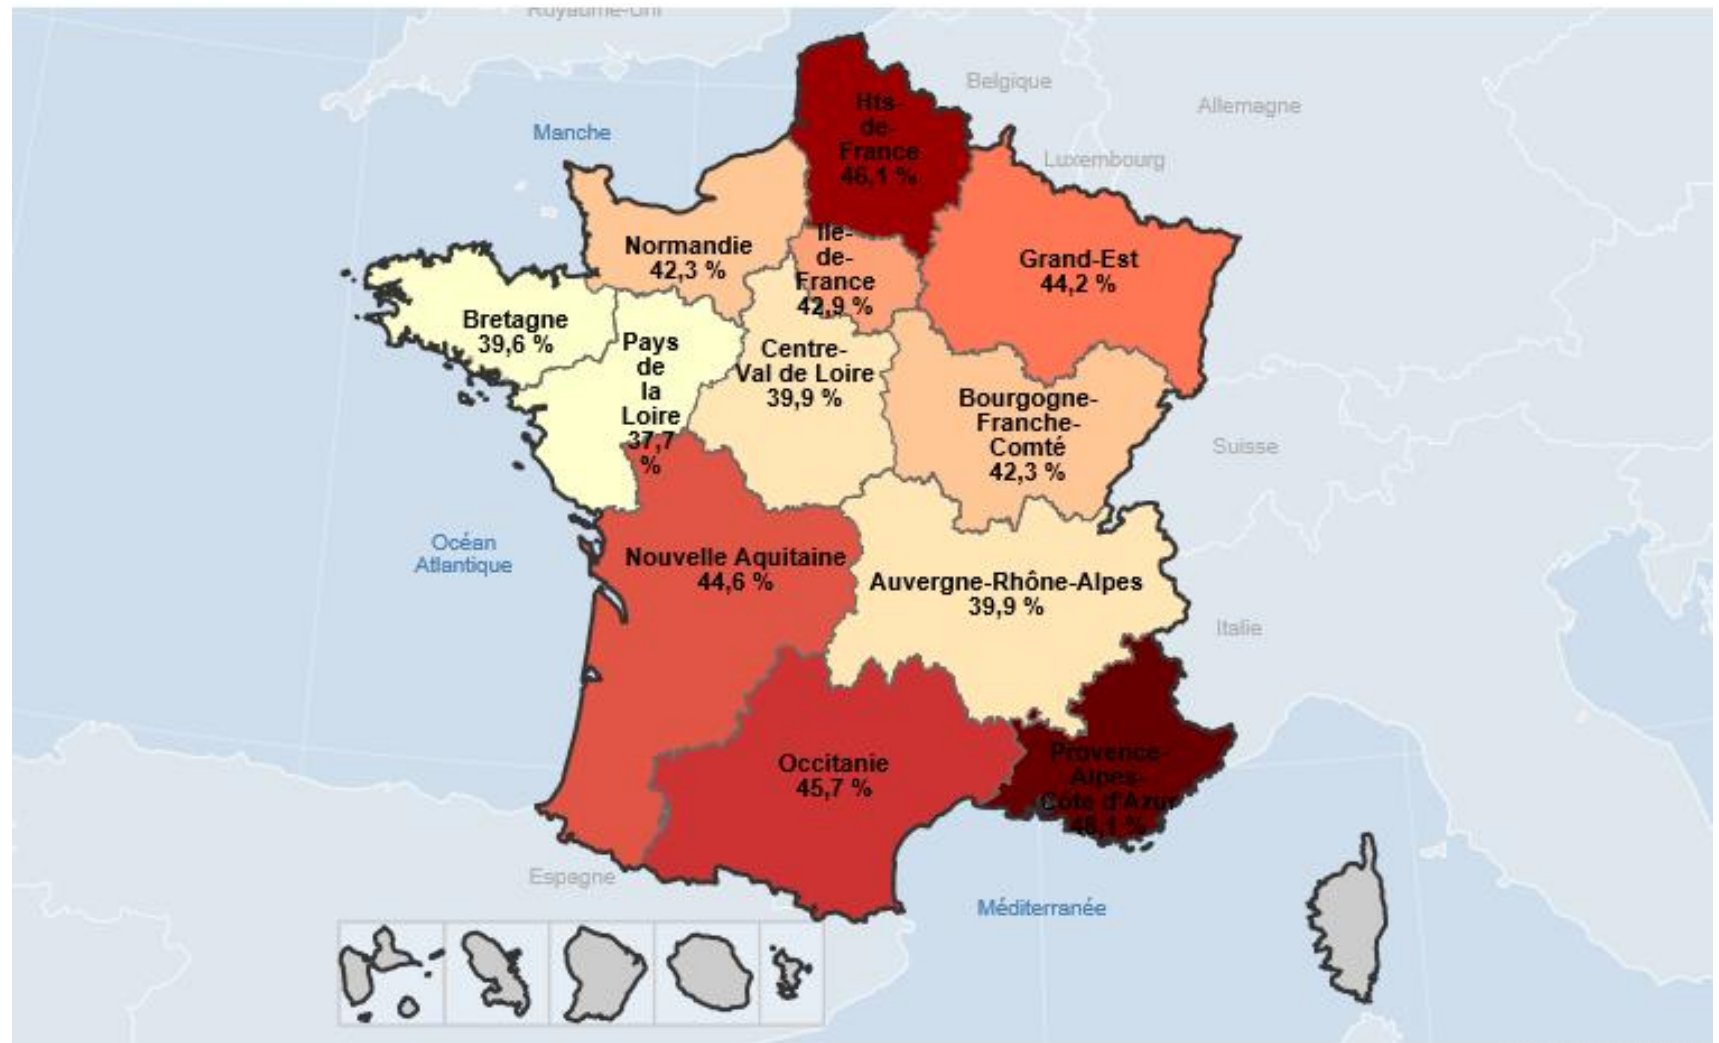 Royaume-Uni
Belgique
Allemagne
Manche
Luxembourg
Hts-
de-
France
46,1 %
Normandie
42,3 %
Ile-
de-
France
42,9 %
Grand-Est
44,2 %
Bretagne
39,6 %
Pays
de
la
Loire
37,7
%
Centre-
Val de Loire
39,9 %
Bourgogne-
Franche-
Comté
42,3 %
Suisse
Océan
Atlantique
Nouvelle Aquitaine
44,6 %
Auvergne-Rhône-Alpes
39,9 %
Italie
Occitanie
45,7 %
Provence-
Alpes-
Côte d'Azur
48,1 %
Espagne
Méditerranée